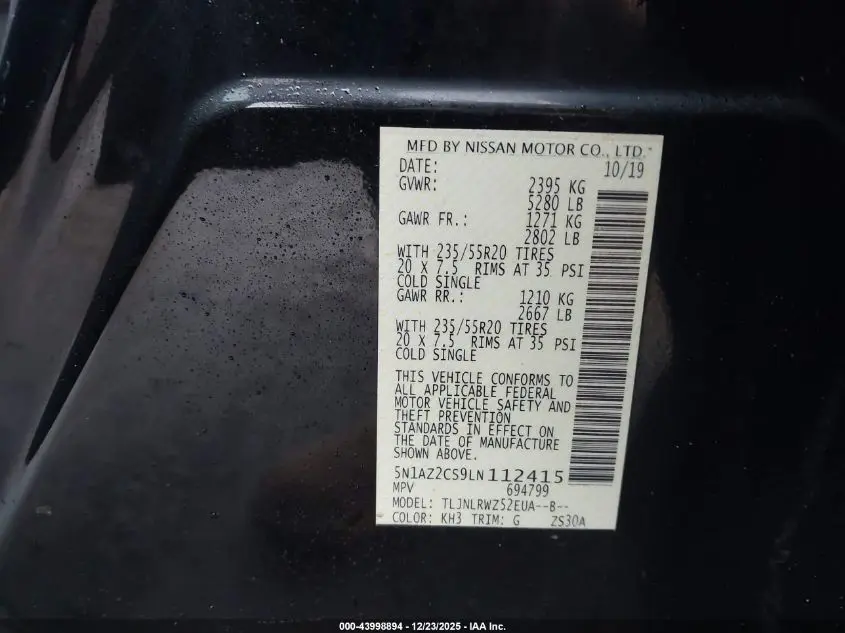 MFD BY NISSAN MOTOR CO., LTD.
DATE: 10/19
GVWR: 2395 KG
5280 LB
GAWR FR.: 1271 KG
2802 LB
WITH 235/55R20 TIRES
20 X 7.5 RIMS AT 35 PSI
COLD SINGLE
GAWR RR.: 1210 KG
2667 LB
WITH 235/55R20 TIRES
20 X 7.5 RIMS AT 35 PSI
COLD SINGLE
THIS VEHICLE CONFORMS TO
ALL APPLICABLE FEDERAL
MOTOR VEHICLE SAFETY AND
THEFT PREVENTION
STANDARDS IN EFFECT ON
THE DATE OF MANUFACTURE
SHOWN ABOVE.
5N1AZ2CS9LN112415
MPV 694799
MODEL: TLJNLRWZ52EUA--B--
COLOR: KH3 TRIM: G ZS30A
000-43998894 - 12/23/2025 - IAA Inc.